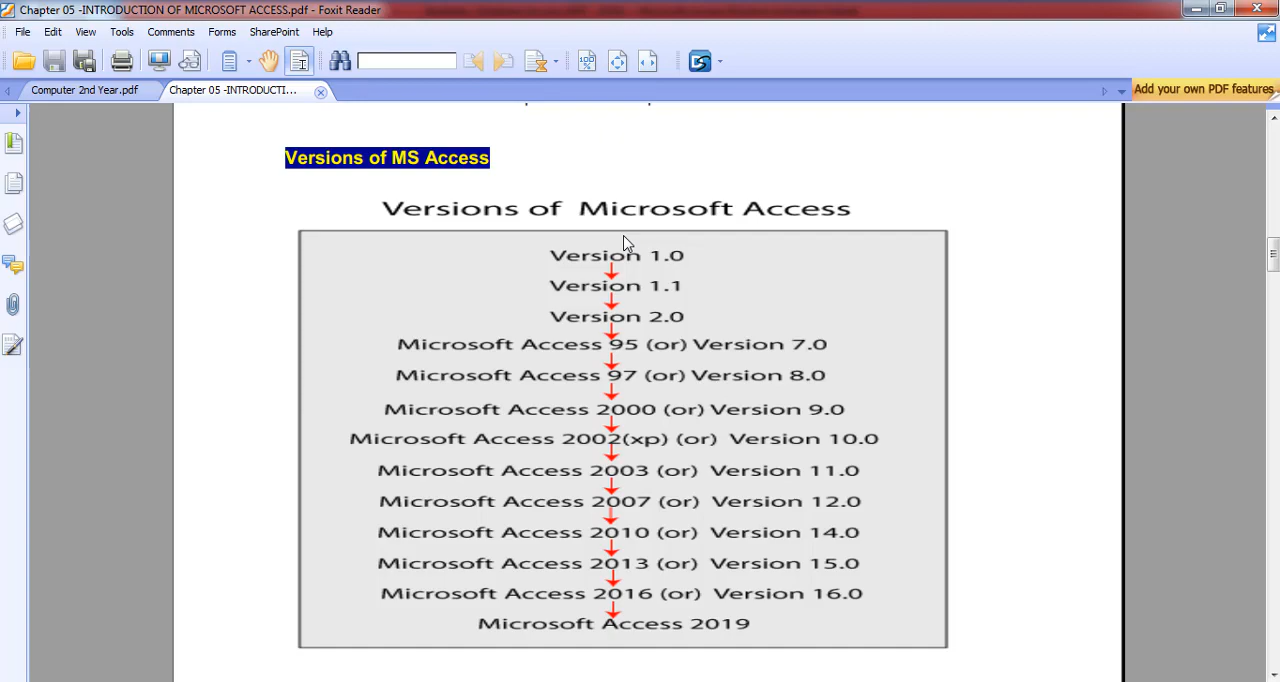 Chapter 05 -INTRODUCTION OF MICROSOFT ACCESS.pdf - Foxit Reader
File Edit View Tools Comments Forms SharePoint Help
Computer 2nd Year.pdf Chapter 05 -INTRODUCTI... Add your own PDF features
Versions of MS Access
Versions of Microsoft Access
Version 1.0
Version 1.1
Version 2.0
Microsoft Access 95 (or) Version 7.0
Microsoft Access 97 (or) Version 8.0
Microsoft Access 2000 (or) Version 9.0
Microsoft Access 2002(xp) (or) Version 10.0
Microsoft Access 2003 (or) Version 11.0
Microsoft Access 2007 (or) Version 12.0
Microsoft Access 2010 (or) Version 14.0
Microsoft Access 2013 (or) Version 15.0
Microsoft Access 2016 (or) Version 16.0
Microsoft Access 2019